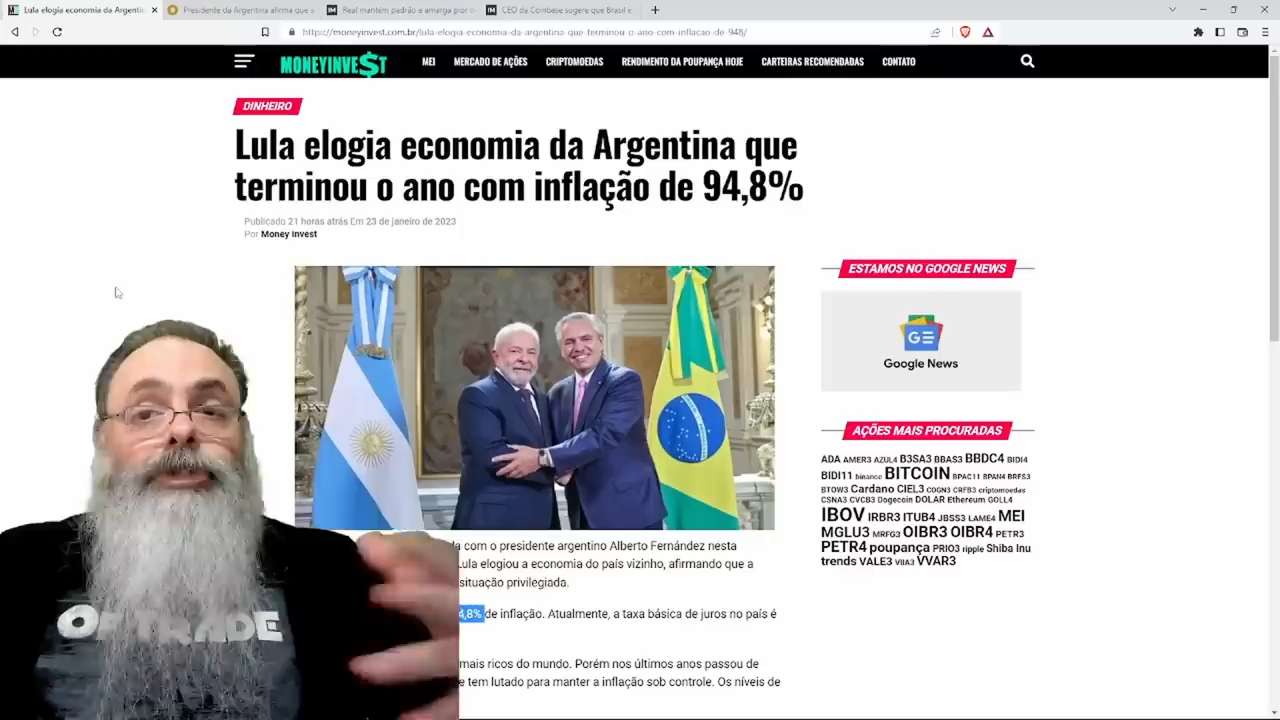 Lula elogia economia da Argentin
Presidente da Argentina afirma que a
Real mantém padrão e amarga por o
CEO da Coinbase sugere que Brasil e
https://moneyinvest.com.br/lula-elogia-economia-da-argentina-que-terminou-o-ano-com-inflacao-de-948/
MONEYINVE$T
MEI
MERCADO DE AÇÕES
CRIPTOMOEDAS
RENDIMENTO DA POUPANÇA HOJE
CARTEIRAS RECOMENDADAS
CONTATO
DINHEIRO
Lula elogia economia da Argentina que
terminou o ano com inflação de 94,8%
Publicado 21 horas atrás Em 23 de janeiro de 2023
Por Money Invest
da com o presidente argentino Alberto Fernández nesta
Lula elogiou a economia do país vizinho, afirmando que a
situação privilegiada.
4,8% de inflação. Atualmente, a taxa básica de juros no país é
mais ricos do mundo. Porém nos últimos anos passou de
e tem lutado para manter a inflação sob controle. Os níveis de
ESTAMOS NO GOOGLE NEWS
GE
Google News
AÇÕES MAIS PROCURADAS
ADA AMER3 AZUL4 B3SA3 BBAS3 BBDC4 BIDI4
BIDI11 binance BITCOIN BPAC11 BPAN4 BRFS3
BTOW3 Cardano CIEL3 COGN3 CRFB3 criptomoedas
CSNA3 CVCB3 Dogecoin DOLAR Ethereum GOLL4
IBOV IRBR3 ITUB4 JBSS3 LAME4 MEI
MGLU3 MRFG3 OIBR3 OIBR4 PETR3
PETR4 poupança PRIO3 ripple Shiba Inu
trends VALE3 VIIA3 VVAR3